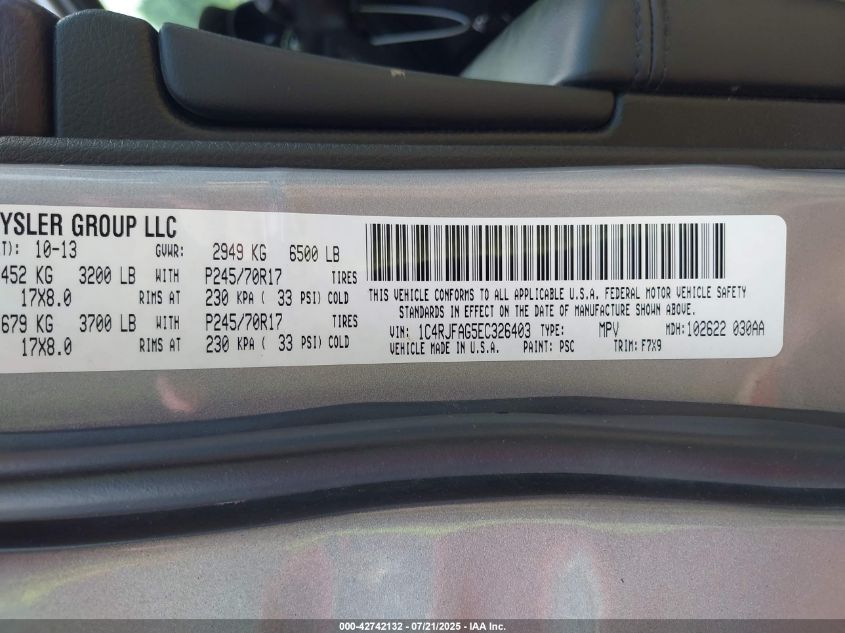 YSLER GROUP LLC
T): 10-13 GVWR: 2949 KG 6500 LB
452 KG 3200 LB WITH P245/70R17 TIRES
17X8.0 RIMS AT 230 KPA ( 33 PSI) COLD
679 KG 3700 LB WITH P245/70R17 TIRES
17X8.0 RIMS AT 230 KPA ( 33 PSI) COLD
THIS VEHICLE CONFORMS TO ALL APPLICABLE U.S.A. FEDERAL MOTOR VEHICLE SAFETY
STANDARDS IN EFFECT ON THE DATE OF MANUFACTURE SHOWN ABOVE.
VIN: 1C4RJFAG5EC326403 TYPE: MPV MDH: 102622 030AA
VEHICLE MADE IN U.S.A. PAINT: PSC TRIM: F7X9
000-42742132 - 07/21/2025 - IAA Inc.